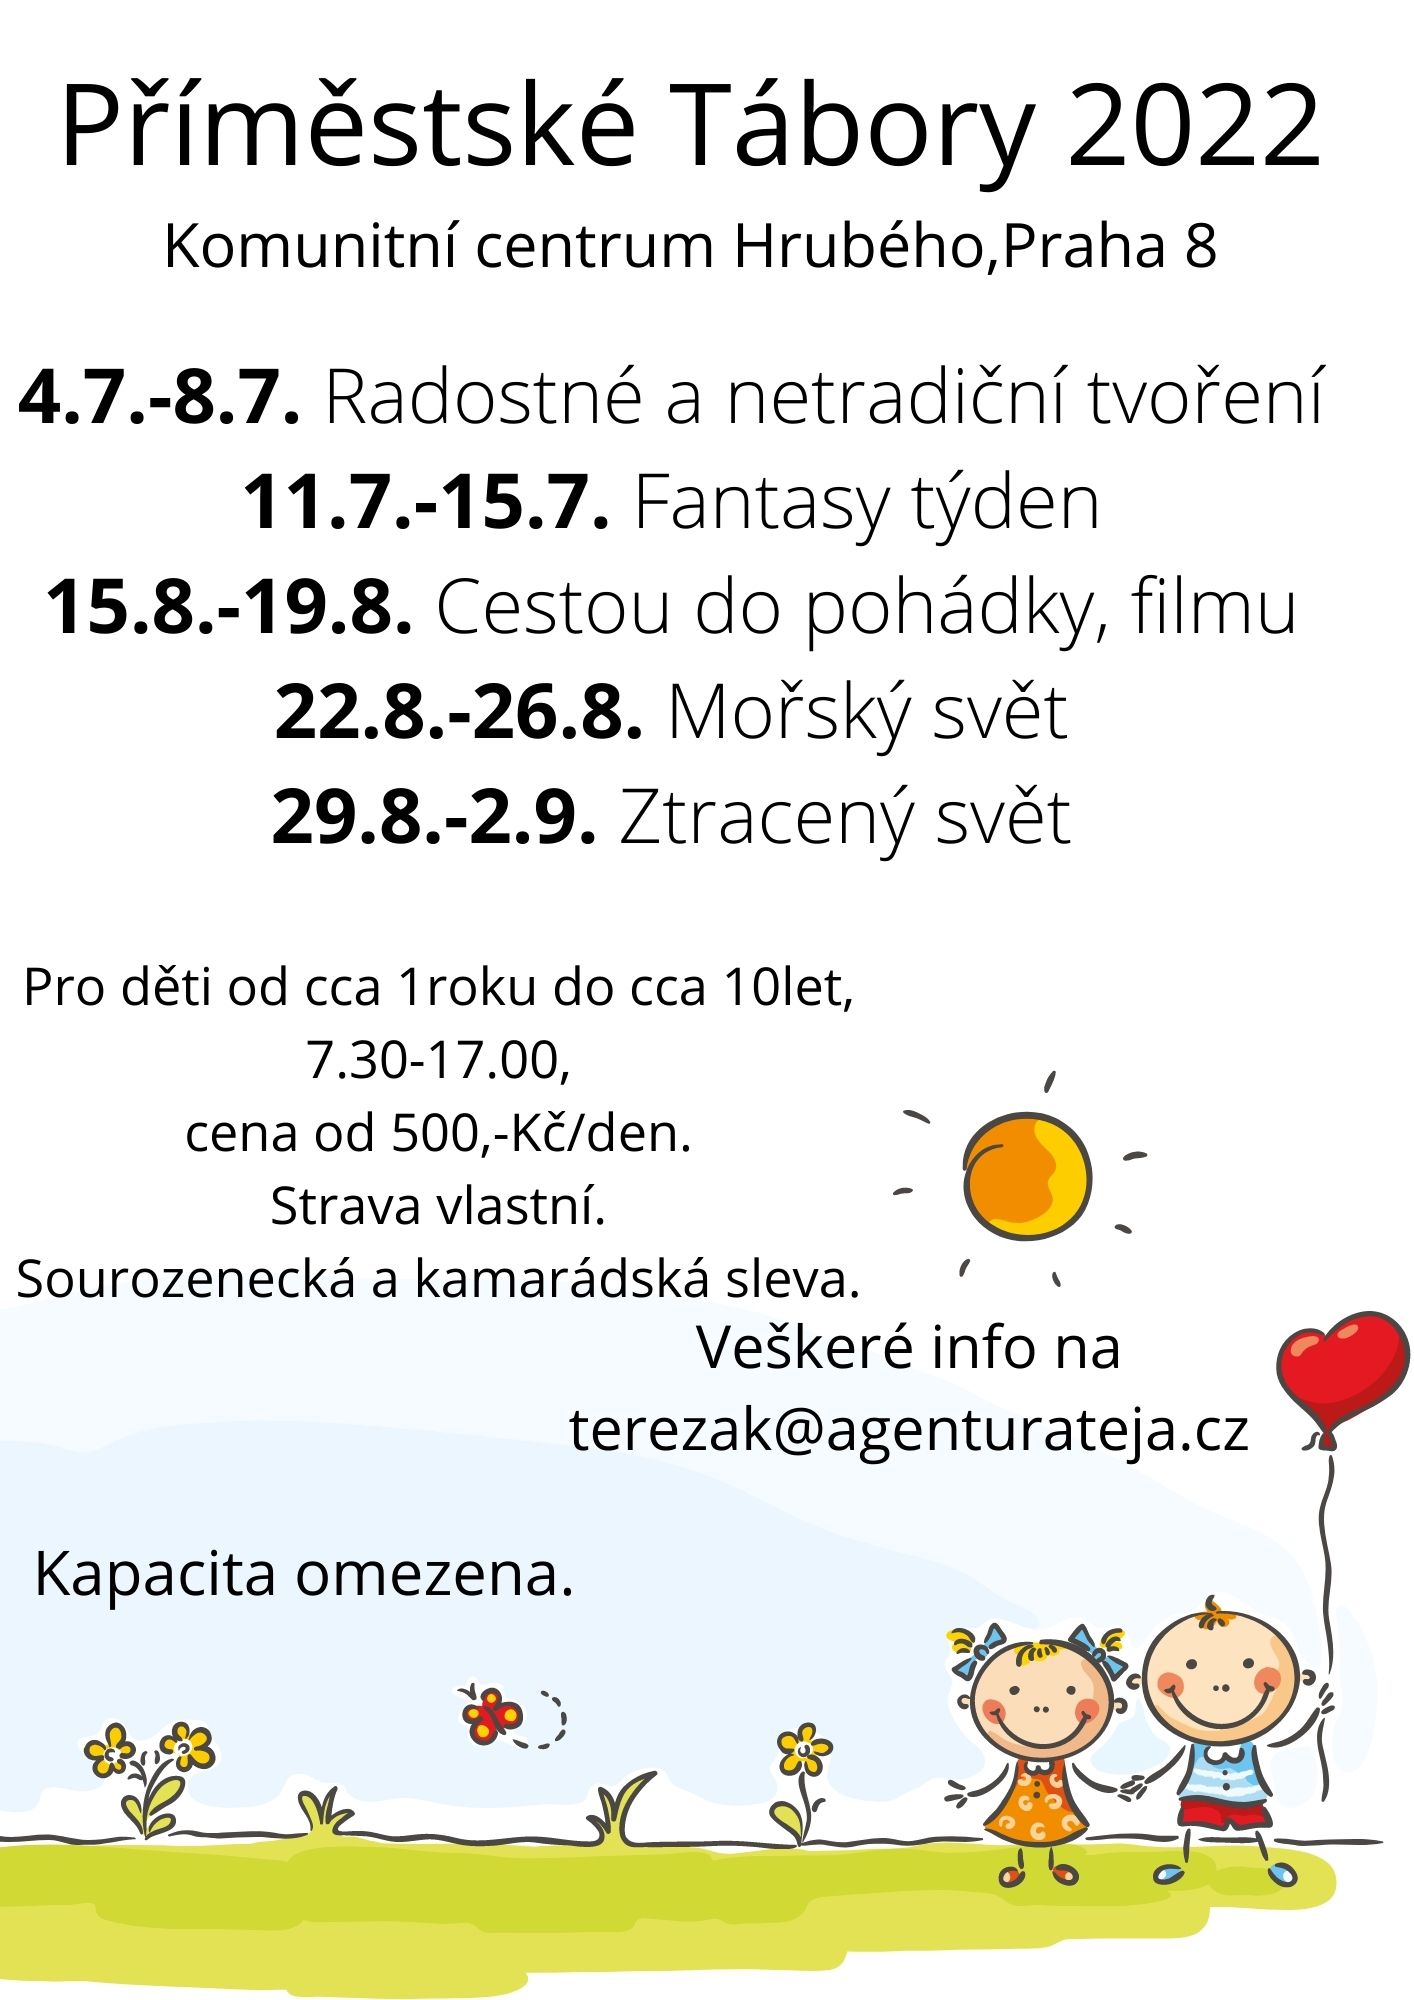 Příměstské Tábory 2022
Komunitní centrum Hrubého,Praha 8
4.7.-8.7. Radostné a netradiční tvoření
11.7.-15.7. Fantasy týden
15.8.-19.8. Cestou do pohádky, filmu
22.8.-26.8. Mořský svět
29.8.-2.9. Ztracený svět
Pro děti od cca 1roku do cca 10let,
7.30-17.00,
cena od 500,-Kč/den.
Strava vlastní.
Sourozenecká a kamarádská sleva.
Veškeré info na
terezak@agenturateja.cz
Kapacita omezena.